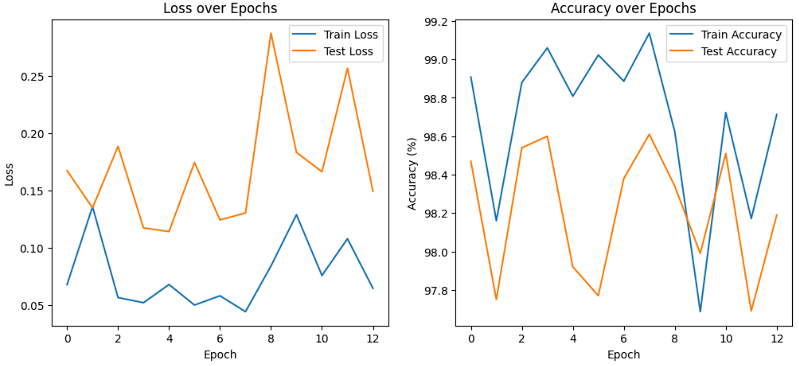 Loss over Epochs
Train Loss
Test Loss
0.25
0.20
0.15
0.10
0.05
Loss
0 2 4 6 8 10 12
Epoch
Accuracy over Epochs
Train Accuracy
Test Accuracy
99.2
99.0
98.8
98.6
98.4
98.2
98.0
97.8
Accuracy (%)
0 2 4 6 8 10 12
Epoch